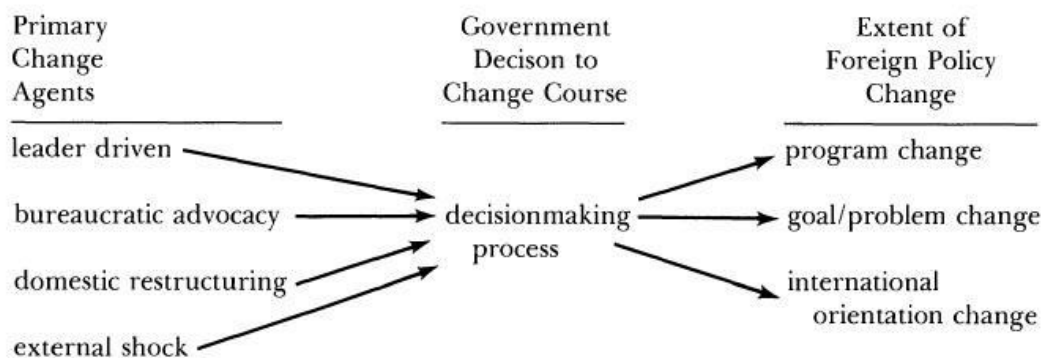 Primary
Change
Agents
Government
Decison to
Change Course
Extent of
Foreign Policy
Change
leader driven
bureaucratic advocacy
domestic restructuring
external shock
decisionmaking
process
program change
goal/problem change
international
orientation change